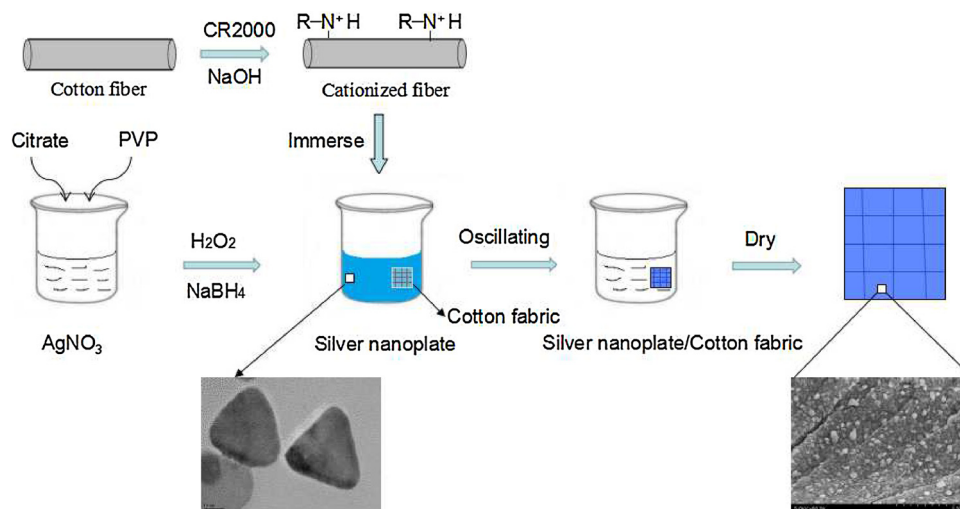 CR2000
NaOH
Cotton fiber
R–N⁺ H
R–N⁺ H
Cationized fiber
Immerse
Citrate
PVP
H₂O₂
NaBH₄
AgNO₃
Oscillating
Dry
Cotton fabric
Silver nanoplate
Silver nanoplate/Cotton fabric